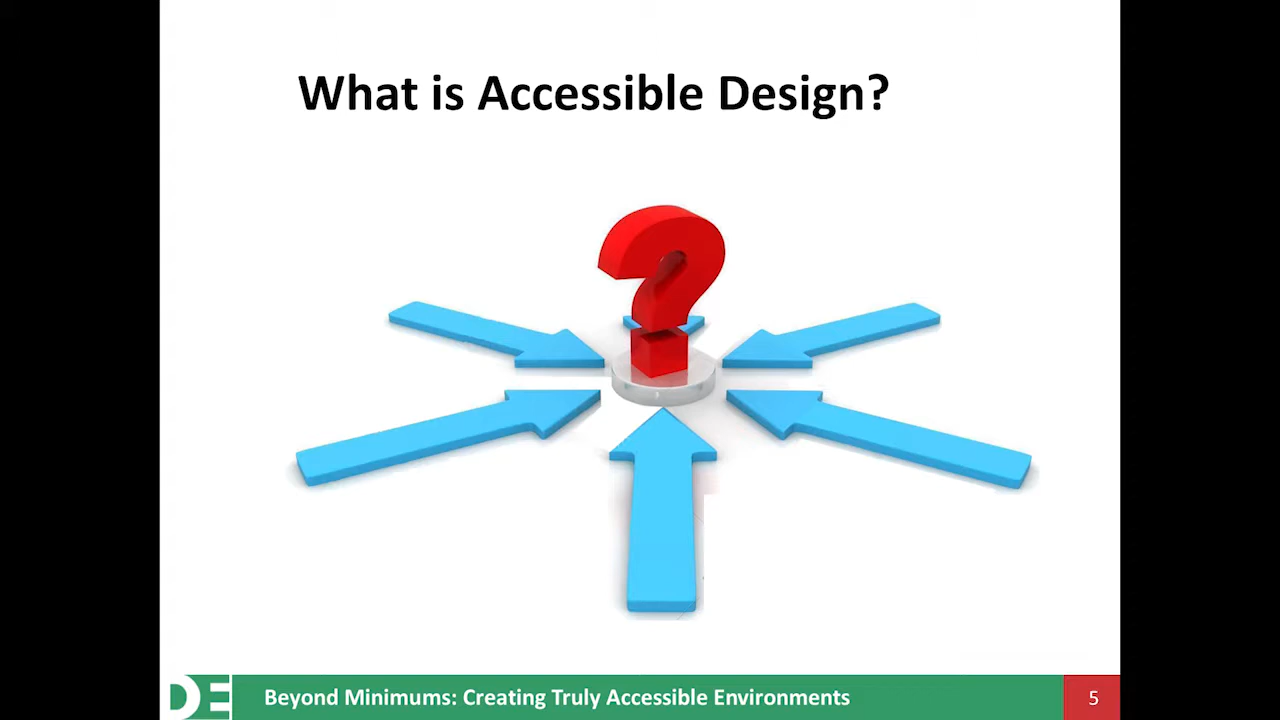 What is Accessible Design?
?
DE
Beyond Minimums: Creating Truly Accessible Environments
5